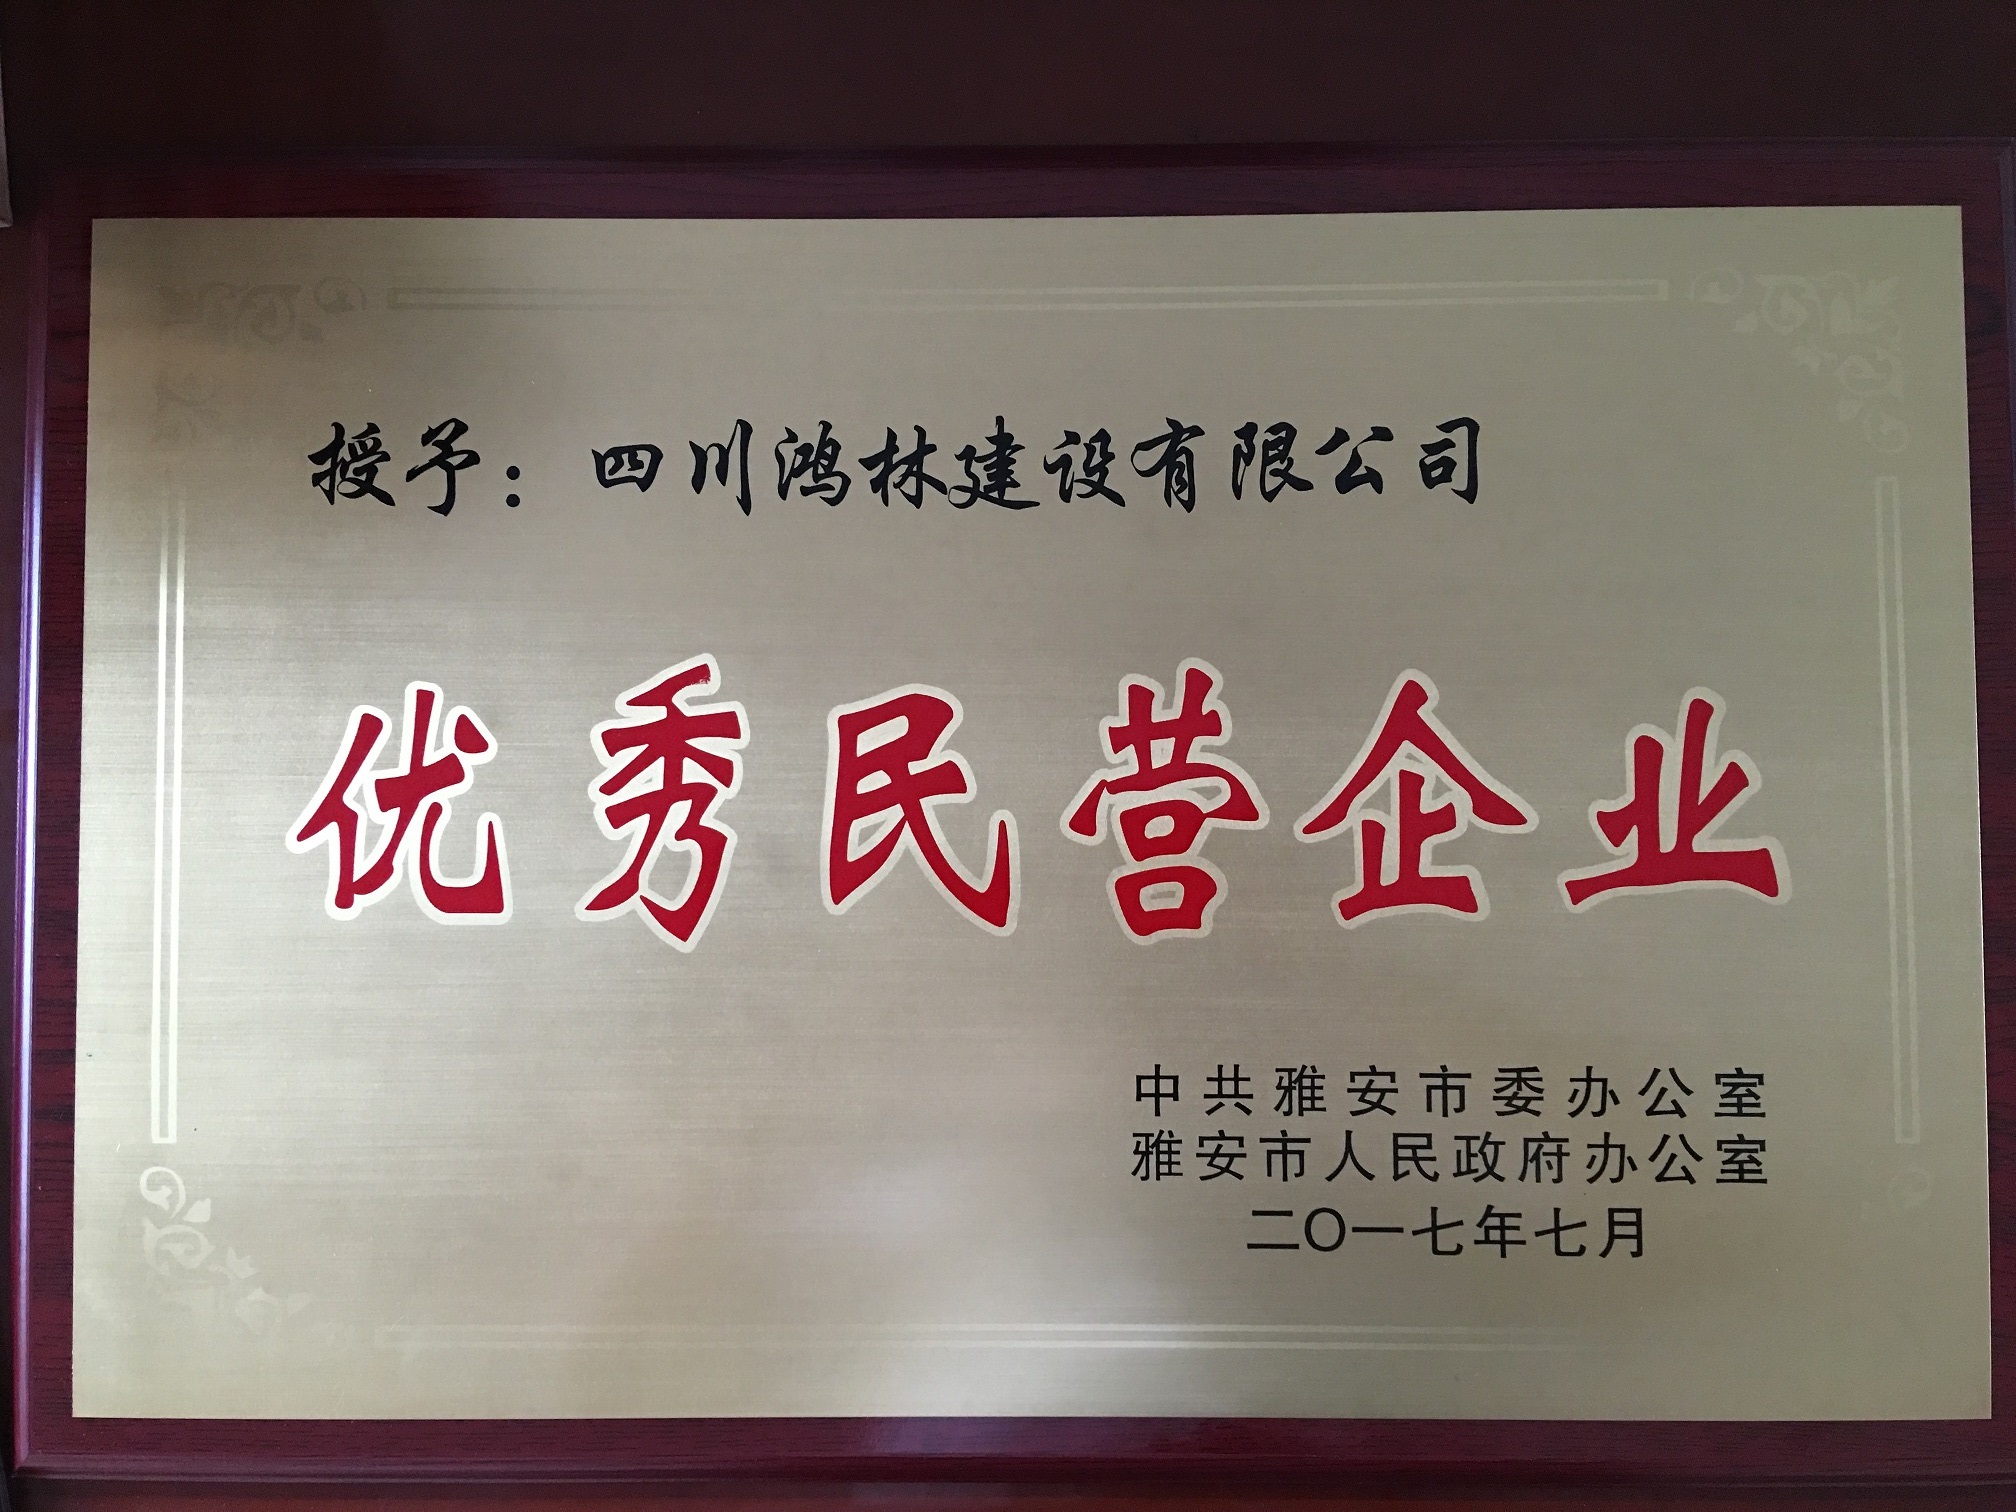 授予：四川鸿林建设有限公司
优秀民营企业
中共雅安市委办公室
雅安市人民政府办公室
二〇一七年七月